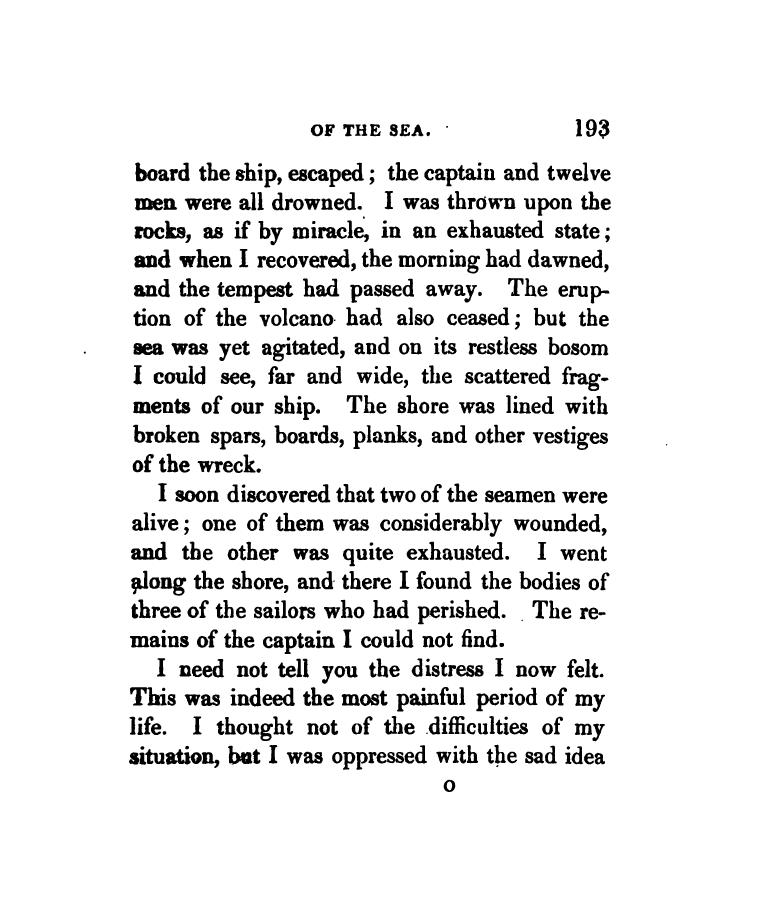 OF THE SEA. 193
board the ship, escaped; the captain and twelve
men were all drowned. I was thrown upon the
rocks, as if by miracle, in an exhausted state;
and when I recovered, the morning had dawned,
and the tempest had passed away. The erup-
tion of the volcano had also ceased; but the
sea was yet agitated, and on its restless bosom
I could see, far and wide, the scattered frag-
ments of our ship. The shore was lined with
broken spars, boards, planks, and other vestiges
of the wreck.
I soon discovered that two of the seamen were
alive; one of them was considerably wounded,
and the other was quite exhausted. I went
along the shore, and there I found the bodies of
three of the sailors who had perished. The re-
mains of the captain I could not find.
I need not tell you the distress I now felt.
This was indeed the most painful period of my
life. I thought not of the difficulties of my
situation, but I was oppressed with the sad idea
O